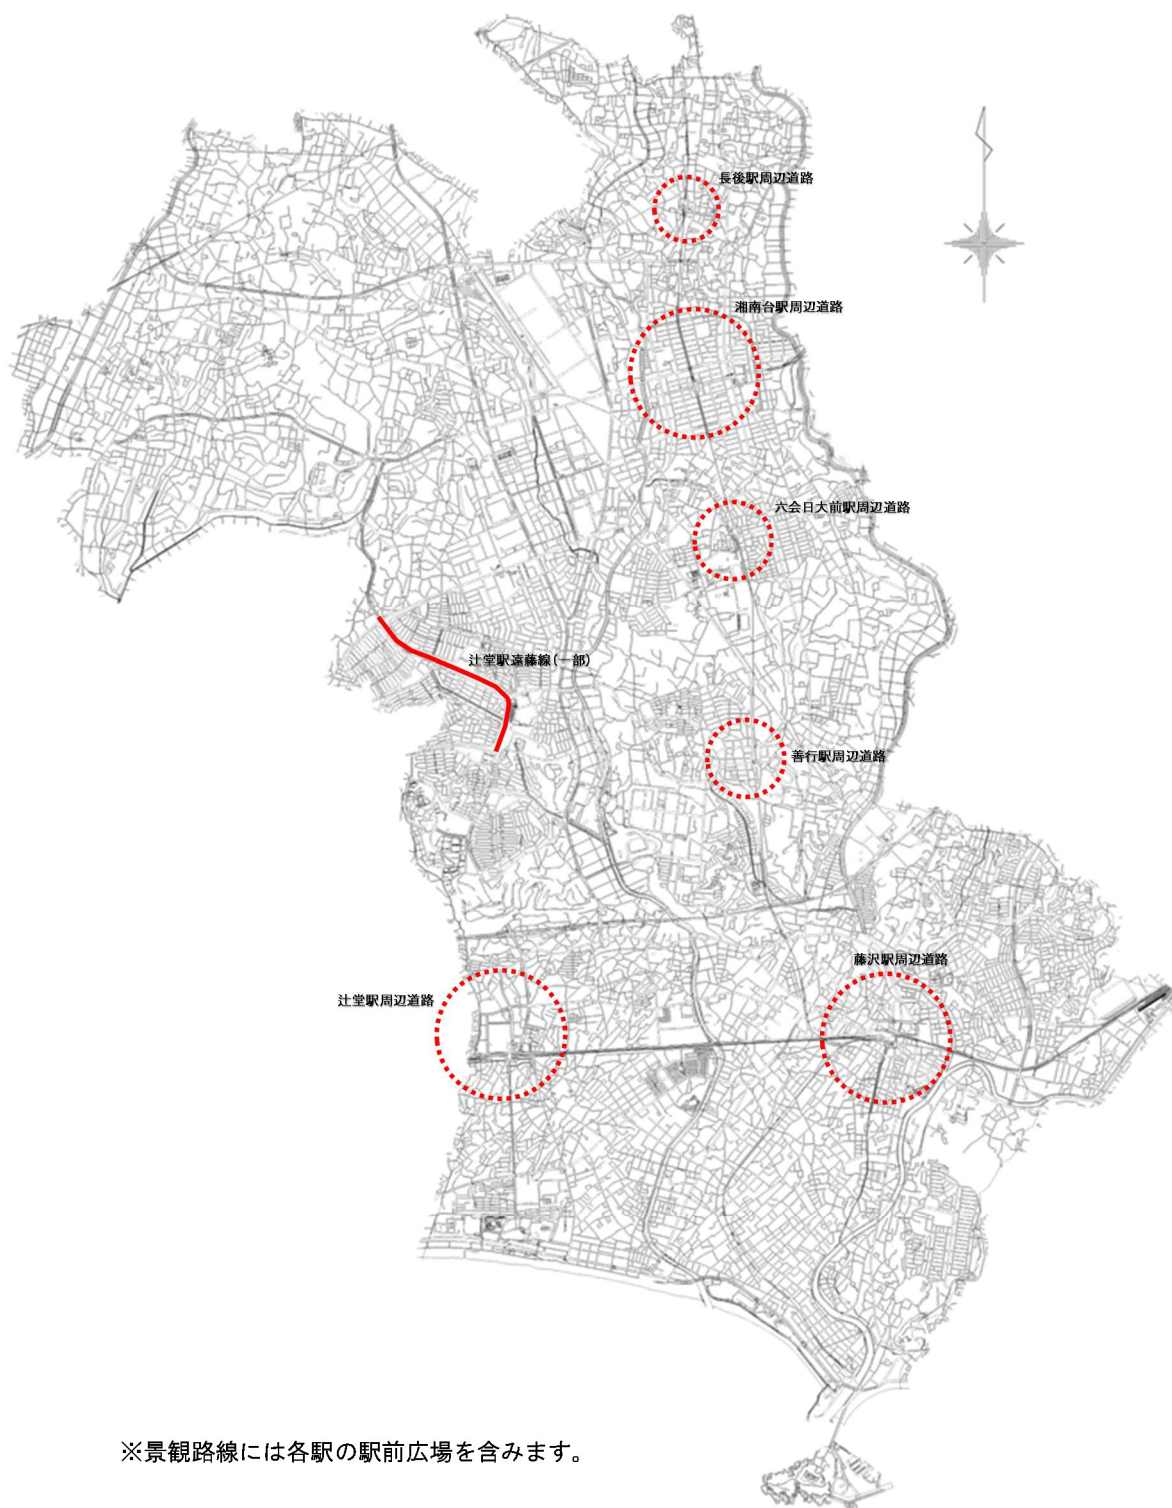 長後駅周辺道路
湘南台駅周辺道路
六会日大前駅周辺道路
辻堂駅遠藤線(一部)
善行駅周辺道路
藤沢駅周辺道路
辻堂駅周辺道路
※景観路線には各駅の駅前広場を含みます。